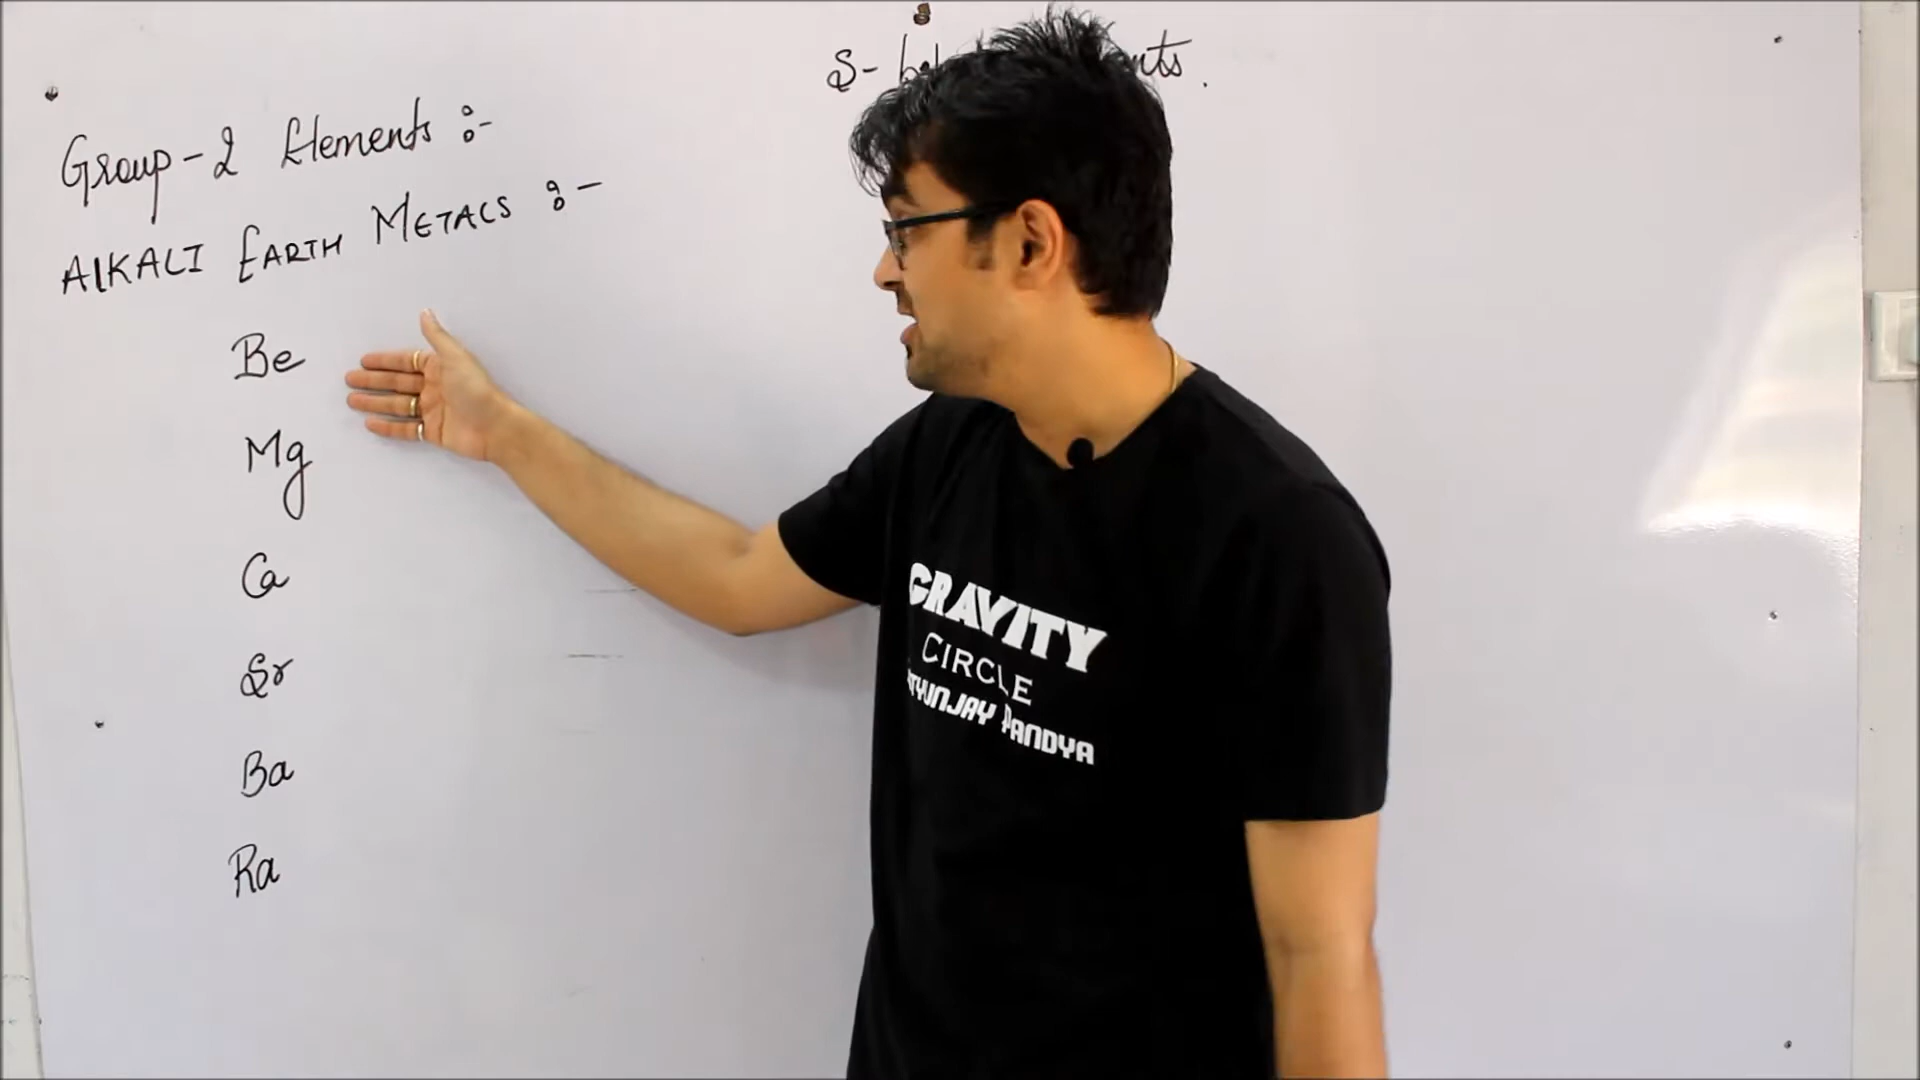 S-
Group-2 Elements :-
AlKALI EARTH METALS :-
Be
Mg
Ca
Sr
Ba
Ra
GRAVITY
CIRCLE
PANDYA